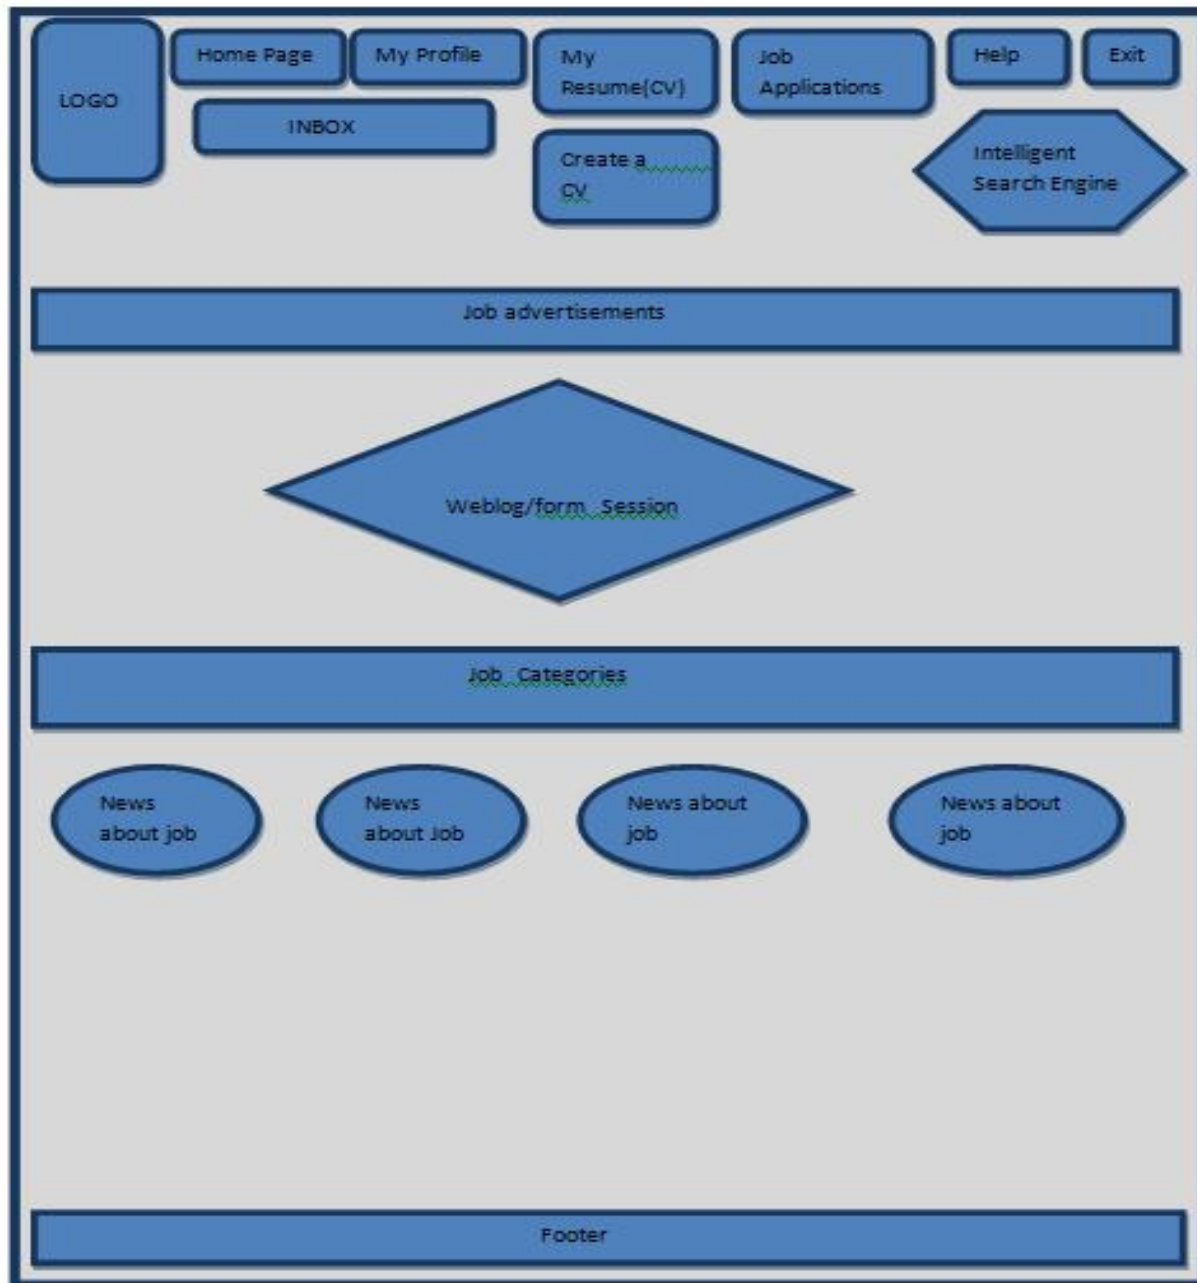 LOGO
Home Page
My Profile
My
Resume(CV)
Job
Applications
Help
Exit
INBOX
Create a
CV
Intelligent
Search Engine
Job advertisements
Weblog/form Session
Job Categories
News
about job
News
about Job
News about
job
News about
job
Footer